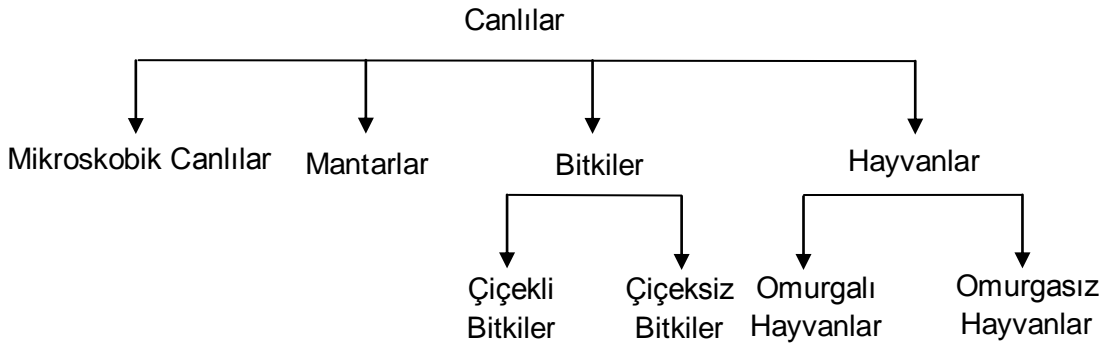 Canlılar
Mikroskobik Canlılar
Mantarlar
Bitkiler
Hayvanlar
Çiçekli
Bitkiler
Çiçeksiz
Bitkiler
Omurgalı
Hayvanlar
Omurgasız
Hayvanlar